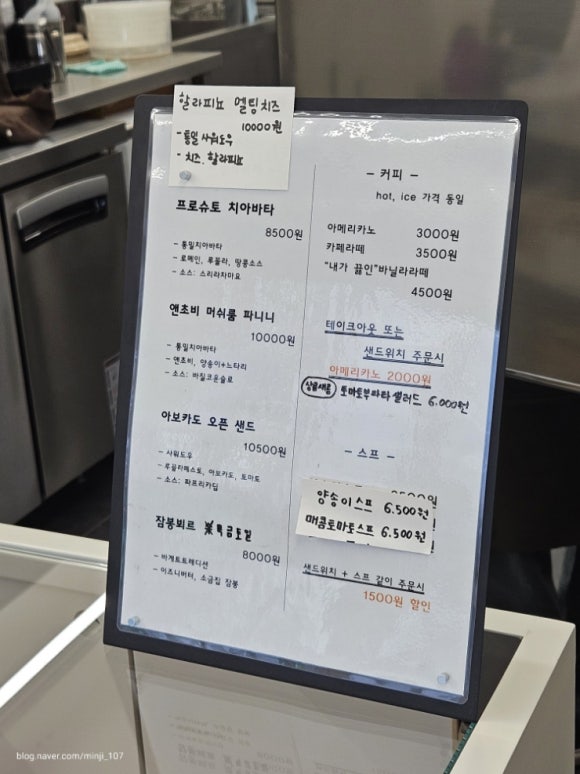 할라피뇨 멜팅치즈
10000원
- 통밀 사워도우
- 치즈, 할라피뇨
프로슈토 치아바타
8500원
- 통밀치아바타
- 로메인, 루꼴라, 땅콩소스
- 소스: 스리라차마요
앤초비 머쉬룸 파니니
10000원
- 통밀치아바타
- 앤초비, 양송이+느타리
- 소스: 바질코운슬로
아보카도 오픈 샌드
10500원
- 사워도우
- 루꼴라페스토, 아보카도, 토마토
- 소스: 파프리카딥
잠봉뵈르 금토일
8000원
- 바게트트래디션
- 이즈니버터, 소금집 잠봉
- 커피 -
hot, ice 가격 동일
아메리카노 3000원
카페라떼 3500원
"내가 끓인"바닐라라떼
4500원
테이크아웃 또는
샌드위치 주문시
아메리카노 2000원
토마토부라타샐러드 6.000원
- 스프 -
양송이스프 6.500원
매콤토마토스프 6.500원
샌드위치 + 스프 같이 주문시
1500원 할인
blog.naver.com/minji_107